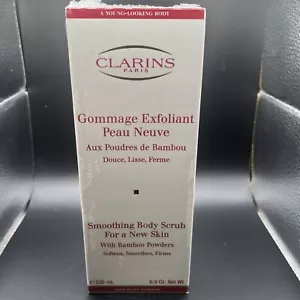 A YOUNG-LOOKING BODY
CLARINS
PARIS
Gommage Exfoliant
Peau Neuve
Aux Poudres de Bambou
Douce, Lisse, Ferme
Smoothing Body Scrub
For a New Skin
With Bamboo Powders
Softens, Smoothes, Firms
e 200 mL 6.9 Oz. Net Wt.